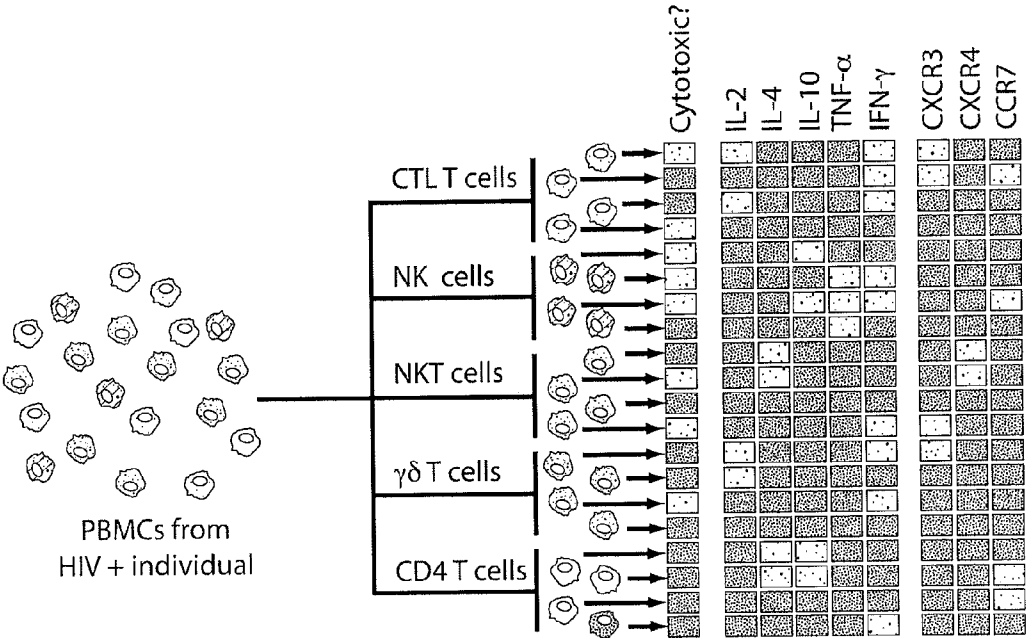 Cytotoxic?
IL-2
IL-4
IL-10
TNF-α
IFN-γ
CXCR3
CXCR4
CCR7
CTL T cells
NK cells
NKT cells
γδ T cells
CD4 T cells
PBMCs from
HIV + individual